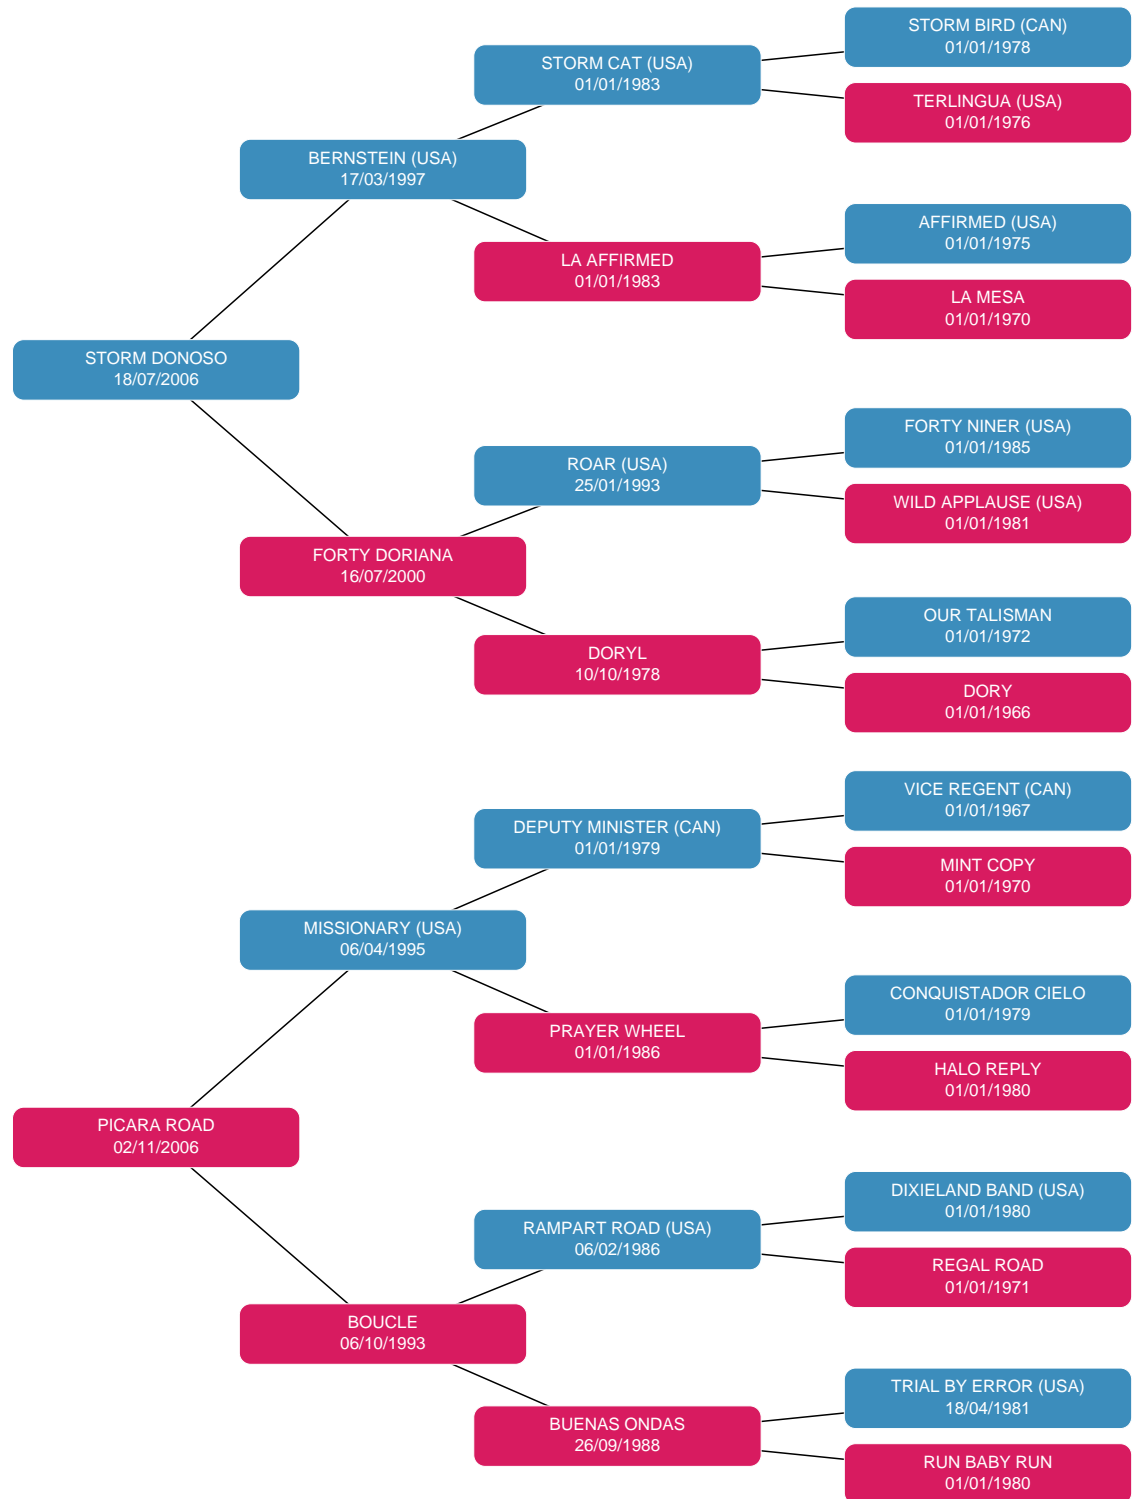 STORM BIRD (CAN)
01/01/1978
STORM CAT (USA)
01/01/1983
TERLINGUA (USA)
01/01/1976
BERNSTEIN (USA)
17/03/1997
AFFIRMED (USA)
01/01/1975
LA AFFIRMED
01/01/1983
LA MESA
01/01/1970
STORM DONOSO
18/07/2006
FORTY NINER (USA)
01/01/1985
ROAR (USA)
25/01/1993
WILD APPLAUSE (USA)
01/01/1981
FORTY DORIANA
16/07/2000
OUR TALISMAN
01/01/1972
DORYL
10/10/1978
DORY
01/01/1966
VICE REGENT (CAN)
01/01/1967
DEPUTY MINISTER (CAN)
01/01/1979
MINT COPY
01/01/1970
MISSIONARY (USA)
06/04/1995
CONQUISTADOR CIELO
01/01/1979
PRAYER WHEEL
01/01/1986
HALO REPLY
01/01/1980
PICARA ROAD
02/11/2006
DIXIELAND BAND (USA)
01/01/1980
RAMPART ROAD (USA)
06/02/1986
REGAL ROAD
01/01/1971
BOUCLE
06/10/1993
TRIAL BY ERROR (USA)
18/04/1981
BUENAS ONDAS
26/09/1988
RUN BABY RUN
01/01/1980